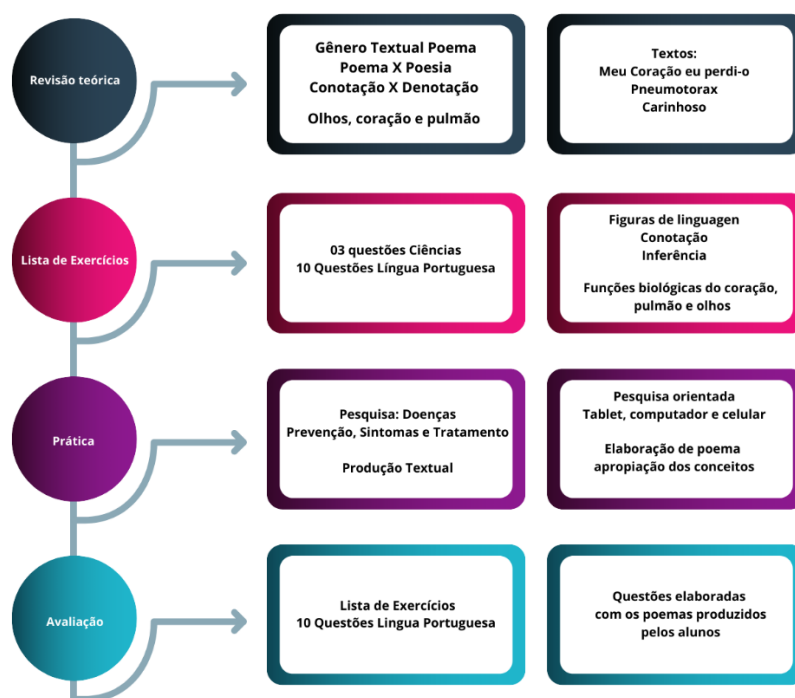 Revisão teórica
Gênero Textual Poema
Poema X Poesia
Conotação X Denotação
Olhos, coração e pulmão
Textos:
Meu Coração eu perdi-o
Pneumotorax
Carinhoso
Lista de Exercícios
03 questões Ciências
10 Questões Língua Portuguesa
Figuras de linguagen
Conotação
Inferência
Funções biológicas do coração,
pulmão e olhos
Prática
Pesquisa: Doenças
Prevenção, Sintomas e Tratamento
Produção Textual
Pesquisa orientada
Tablet, computador e celular
Elaboração de poema
apropiação dos conceitos
Avaliação
Lista de Exercícios
10 Questões Lingua Portuguesa
Questões elaboradas
com os poemas produzidos
pelos alunos